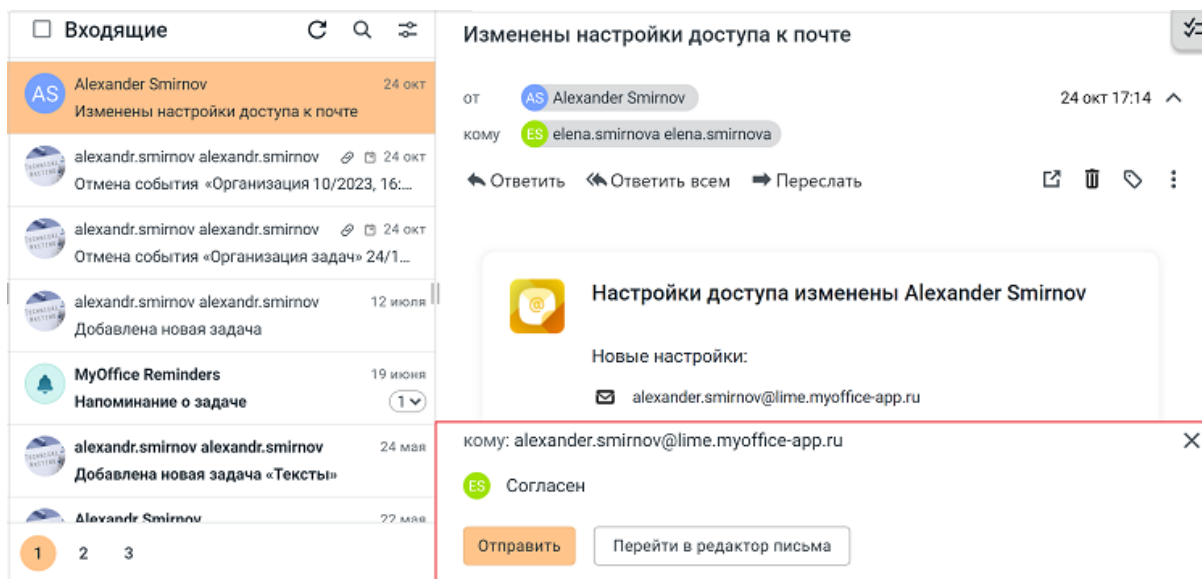 Входящие
AS
Alexander Smirnov
24 окт
Изменены настройки доступа к почте
alexandr.smirnov alexandr.smirnov
24 окт
Отмена события «Организация 10/2023, 16:...
alexandr.smirnov alexandr.smirnov
24 окт
Отмена события «Организация задач» 24/1...
alexandr.smirnov alexandr.smirnov
12 июля
Добавлена новая задача
MyOffice Reminders
19 июня
Напоминание о задаче
1
alexandr.smirnov alexandr.smirnov
24 мая
Добавлена новая задача «Тексты»
Alexandr Smirnov
22 мая
1 2 3
Изменены настройки доступа к почте
от AS Alexander Smirnov
24 окт 17:14
кому ES elena.smirnova elena.smirnova
Ответить Ответить всем Переслать
Настройки доступа изменены Alexander Smirnov
Новые настройки:
alexander.smirnov@lime.myoffice-app.ru
кому: alexander.smirnov@lime.myoffice-app.ru
ES Согласен
Отправить Перейти в редактор письма